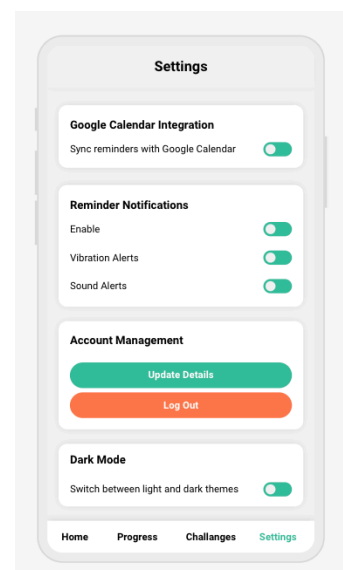 Settings
Google Calendar Integration
Sync reminders with Google Calendar
Reminder Notifications
Enable
Vibration Alerts
Sound Alerts
Account Management
Update Details
Log Out
Dark Mode
Switch between light and dark themes
Home Progress Challanges Settings